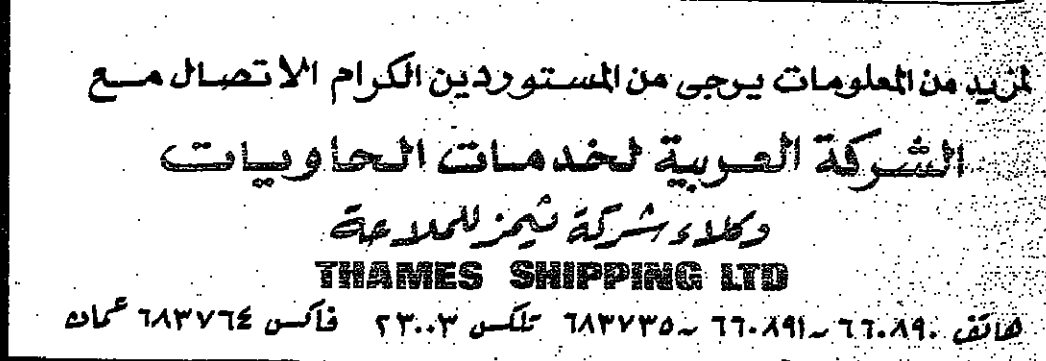 لمزيد من المعلومات يرجى من المستوردين الكرام الاتصال مع
الشركة العربية لخدمات الحاويات
وكلاء شركة تيمز للملاحة
THAMES SHIPPING LTD
هاتف ٦٦٠٨٩٠ ~ ٦٦٠٨٩١ ~ ٦٨٣٧٣٥ تلكس ٢٣٠٠٣ فاكس ٦٨٣٧٦٤ عمان